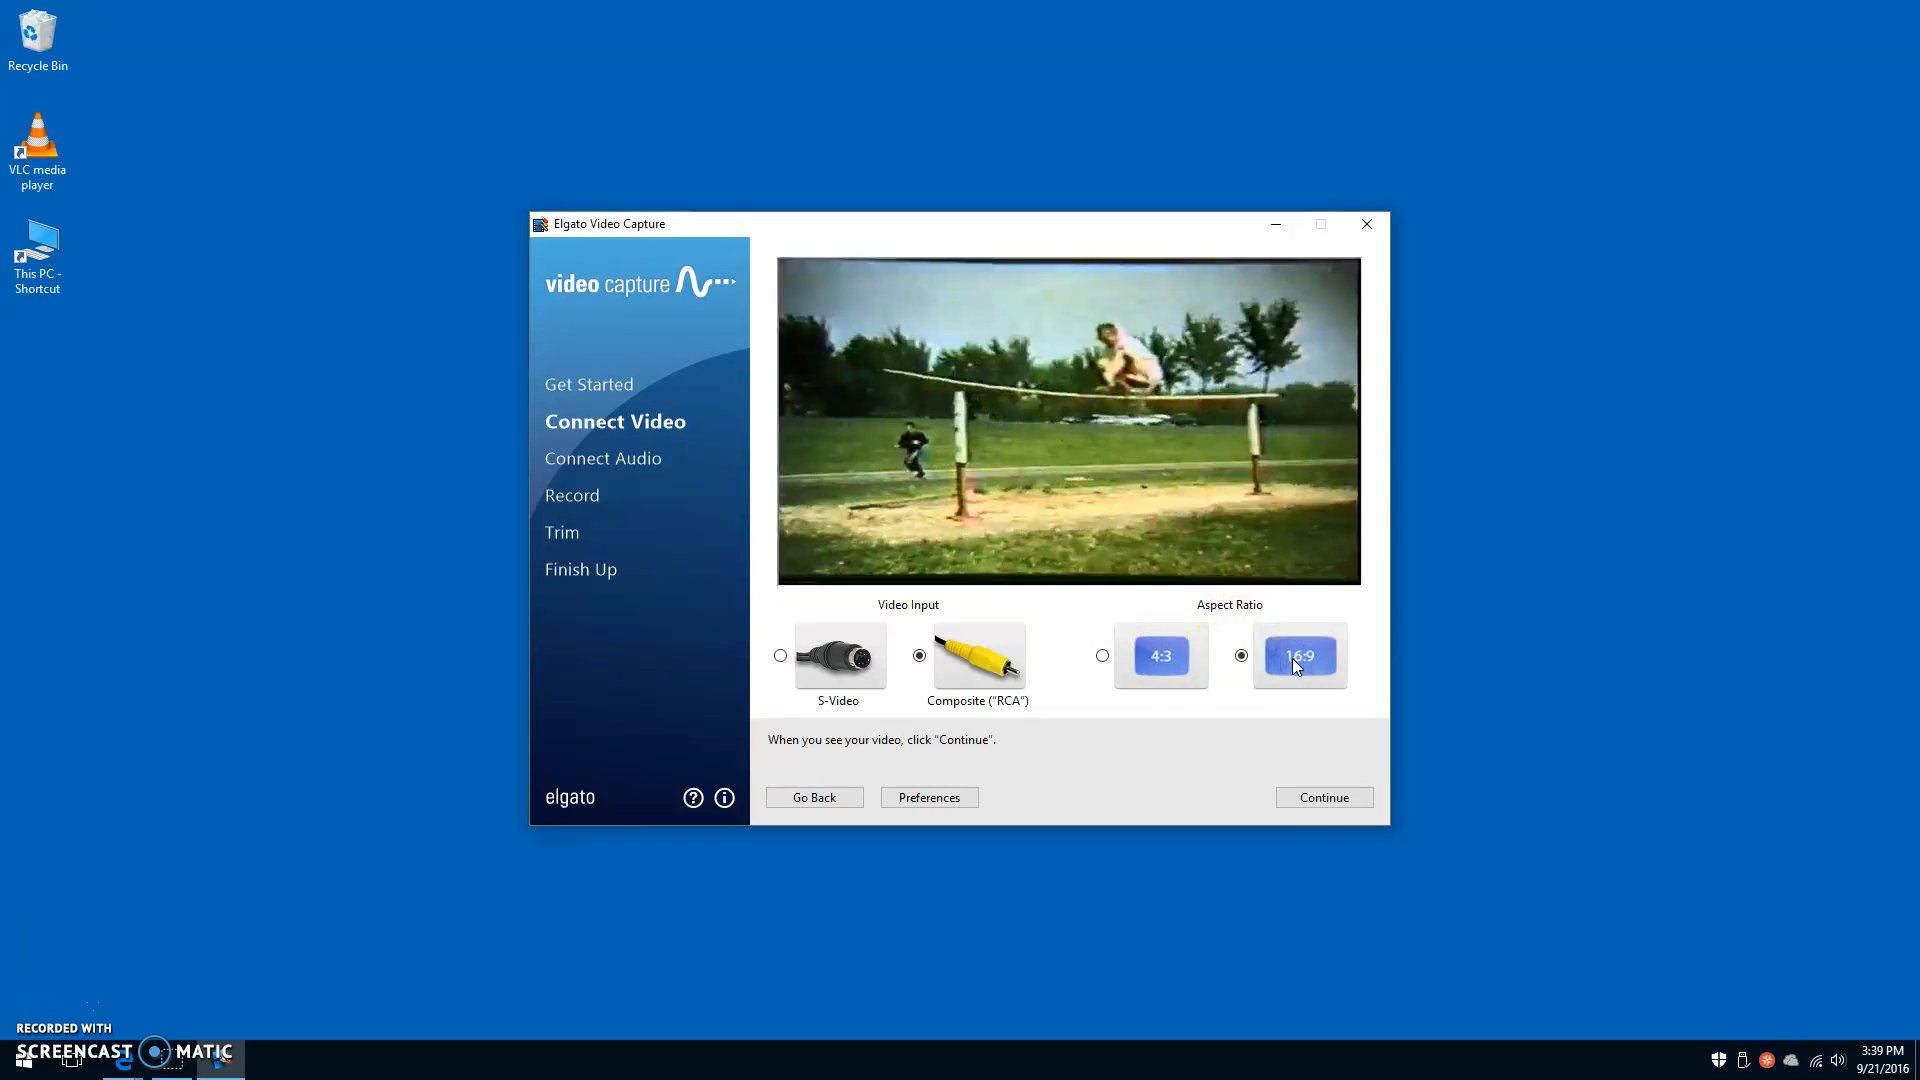 Recycle Bin
VLC media
player
This PC -
Shortcut
Elgato Video Capture
video capture
Get Started
Connect Video
Connect Audio
Record
Trim
Finish Up
elgato
Video Input
Aspect Ratio
4:3
16:9
S-Video
Composite ("RCA")
When you see your video, click "Continue".
Go Back
Preferences
Continue
RECORDED WITH
SCREENCAST MATIC
3:39 PM
9/21/2016